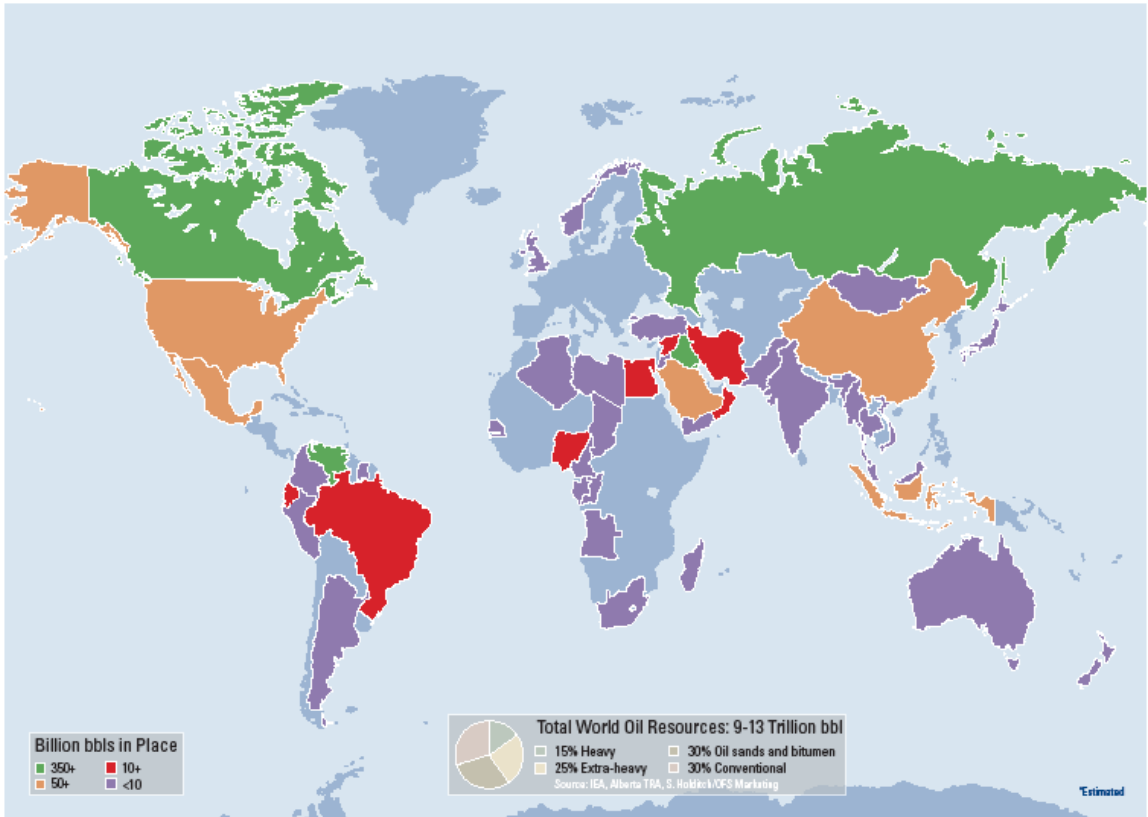 Billion bbls in Place
350+ 10+
50+ <10
Total World Oil Resources: 9-13 Trillion bbl
15% Heavy 30% Oil sands and bitumen
25% Extra-heavy 30% Conventional
Source: IEA, Alberta TRA, S. Holditch/OFS Marketing
*Estimated